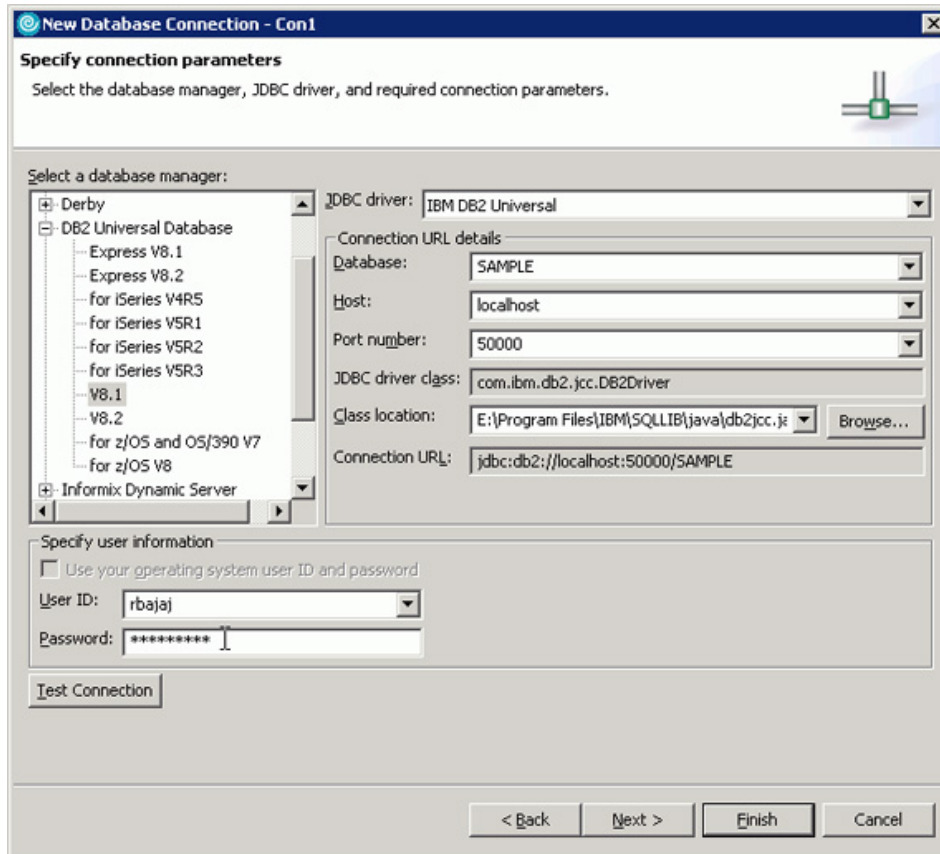 New Database Connection - Con1
Specify connection parameters
Select the database manager, JDBC driver, and required connection parameters.
Select a database manager:
Derby
DB2 Universal Database
Express V8.1
Express V8.2
for iSeries V4R5
for iSeries V5R1
for iSeries V5R2
for iSeries V5R3
V8.1
V8.2
for z/OS and OS/390 V7
for z/OS V8
Informix Dynamic Server
JDBC driver: IBM DB2 Universal
Connection URL details
Database: SAMPLE
Host: localhost
Port number: 50000
JDBC driver class: com.ibm.db2.jcc.DB2Driver
Class location: E:\Program Files\IBM\SQLLIB\java\db2jcc.ja Browse...
Connection URL: jdbc:db2://localhost:50000/SAMPLE
Specify user information
Use your operating system user ID and password
User ID: rbajaj
Password: *********
Test Connection
< Back Next > Finish Cancel